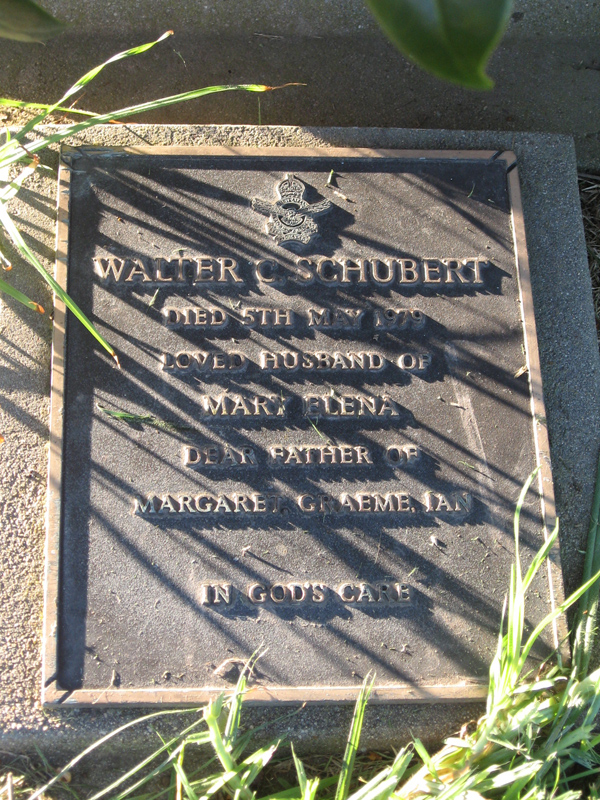 WALTER C. SCHUBERT
DIED 5TH MAY 1979
LOVED HUSBAND OF
MARY ELENA
DEAR FATHER OF
MARGARET, GRAEME, IAN
IN GOD'S CARE